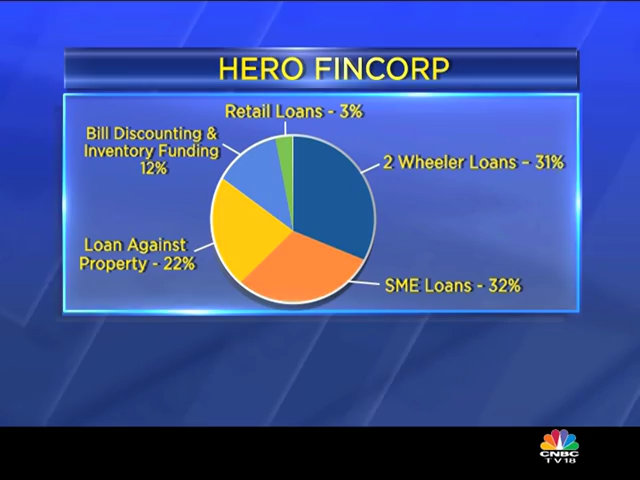 HERO FINCORP
Retail Loans - 3%
Bill Discounting &
Inventory Funding
12%
2 Wheeler Loans - 31%
Loan Against
Property - 22%
SME Loans - 32%
CNBC
TV18